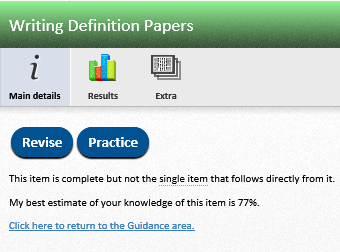 Writing Definition Papers
Main details
Results
Extra
Revise
Practice
This item is complete but not the single item that follows directly from it.
My best estimate of your knowledge of this item is 77%.
Click here to return to the Guidance area.